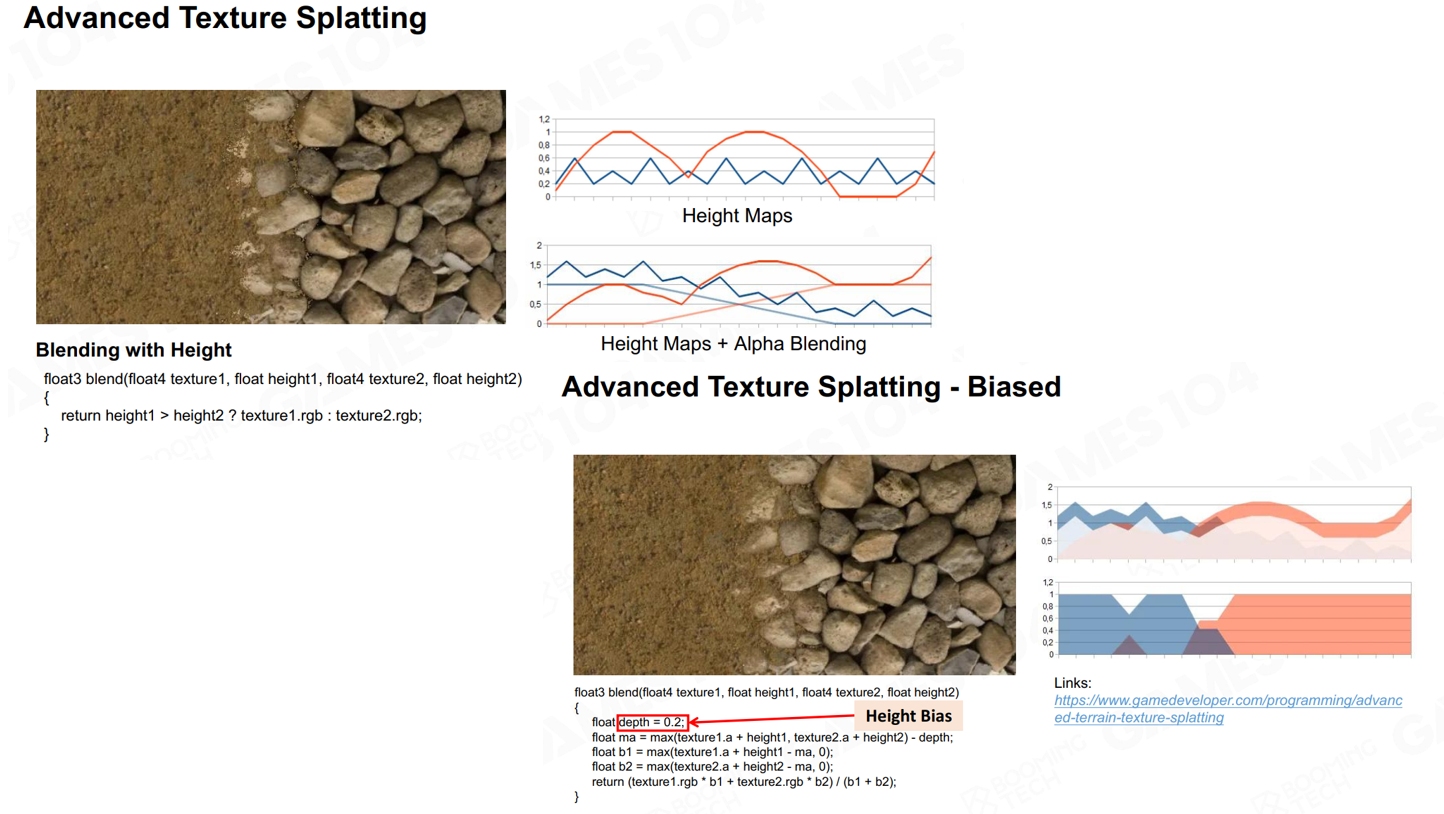 Advanced Texture Splatting
1,2
1
0,8
0,6
0,4
0,2
0
Height Maps
2
1,5
1
0,5
0
Height Maps + Alpha Blending
Blending with Height
float3 blend(float4 texture1, float height1, float4 texture2, float height2)
{
return height1 > height2 ? texture1.rgb : texture2.rgb;
}
Advanced Texture Splatting - Biased
2
1,5
1
0,5
0
1,2
1
0,8
0,6
0,4
0,2
0
float3 blend(float4 texture1, float height1, float4 texture2, float height2)
{
float depth = 0.2;
Height Bias
float ma = max(texture1.a + height1, texture2.a + height2) - depth;
float b1 = max(texture1.a + height1 - ma, 0);
float b2 = max(texture2.a + height2 - ma, 0);
return (texture1.rgb * b1 + texture2.rgb * b2) / (b1 + b2);
}
Links:
https://www.gamedeveloper.com/programming/advanc
ed-terrain-texture-splatting
GAMES104
BOOMING
TECH